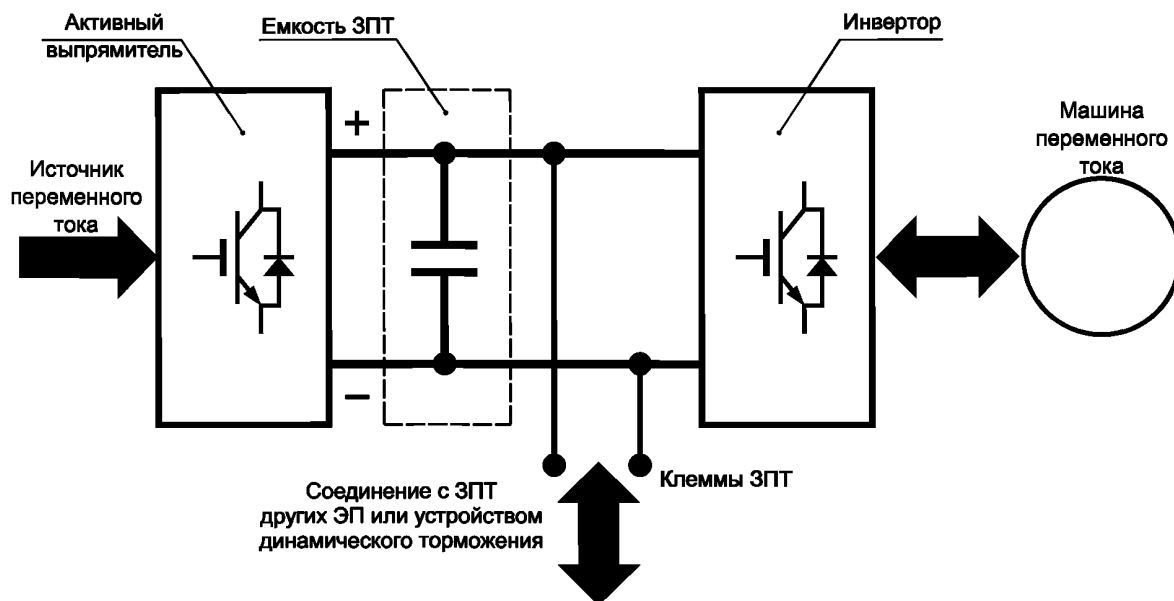 Активный
выпрямитель
Емкость ЗПТ
Инвертор
+
Машина
переменного
тока
Источник
переменного
тока
–
Клеммы ЗПТ
Соединение с ЗПТ
других ЭП или устройством
динамического торможения